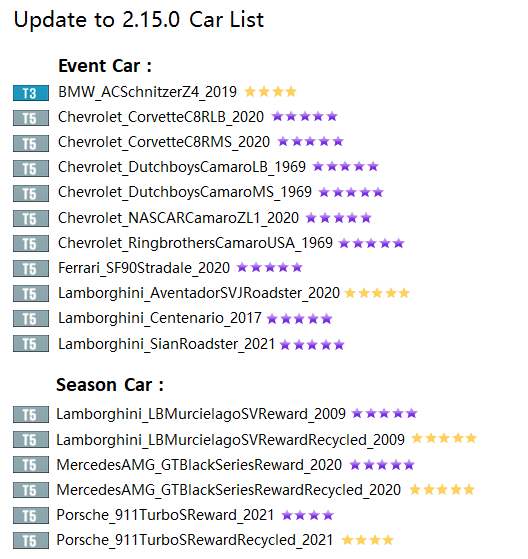 Update to 2.15.0 Car List
Event Car :
T3 BMW_ACSchnitzerZ4_2019
T5 Chevrolet_CorvetteC8RLB_2020
T5 Chevrolet_CorvetteC8RMS_2020
T5 Chevrolet_DutchboysCamaroLB_1969
T5 Chevrolet_DutchboysCamaroMS_1969
T5 Chevrolet_NASCARCamaroZL1_2020
T5 Chevrolet_RingbrothersCamaroUSA_1969
T5 Ferrari_SF90Stradale_2020
T5 Lamborghini_AventadorSVJRoadster_2020
T5 Lamborghini_Centenario_2017
T5 Lamborghini_SianRoadster_2021
Season Car :
T5 Lamborghini_LBMurcielagoSVReward_2009
T5 Lamborghini_LBMurcielagoSVRewardRecycled_2009
T5 MercedesAMG_GTBlackSeriesReward_2020
T5 MercedesAMG_GTBlackSeriesRewardRecycled_2020
T5 Porsche_911TurboSReward_2021
T5 Porsche_911TurboSRewardRecycled_2021